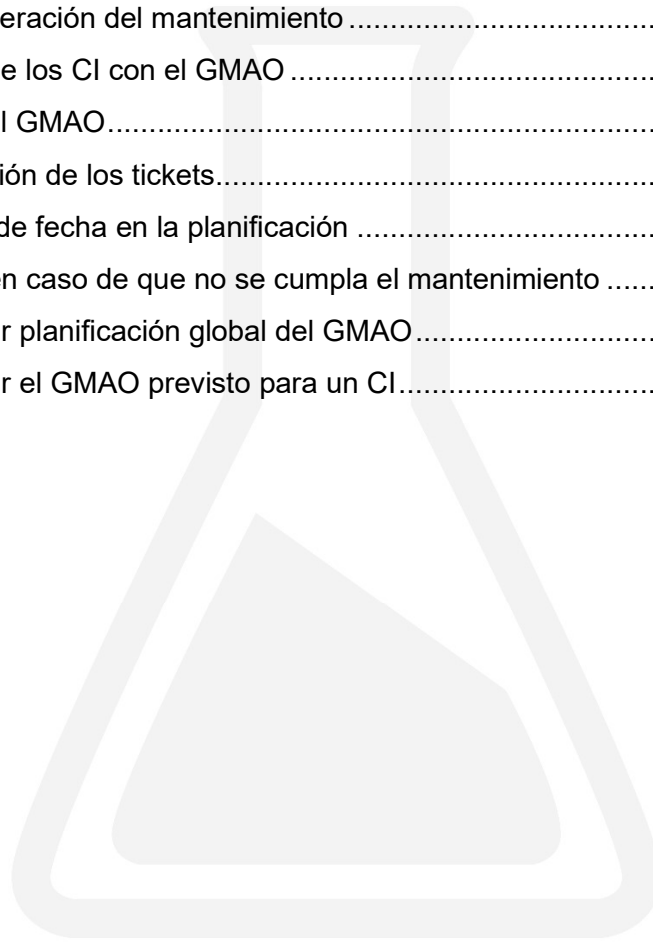 eración del mantenimiento ....................................
e los CI con el GMAO ...........................................
l GMAO..................................................................
ión de los tickets.....................................................
de fecha en la planificación ...................................
en caso de que no se cumpla el mantenimiento ......
r planificación global del GMAO............................
r el GMAO previsto para un CI..............................